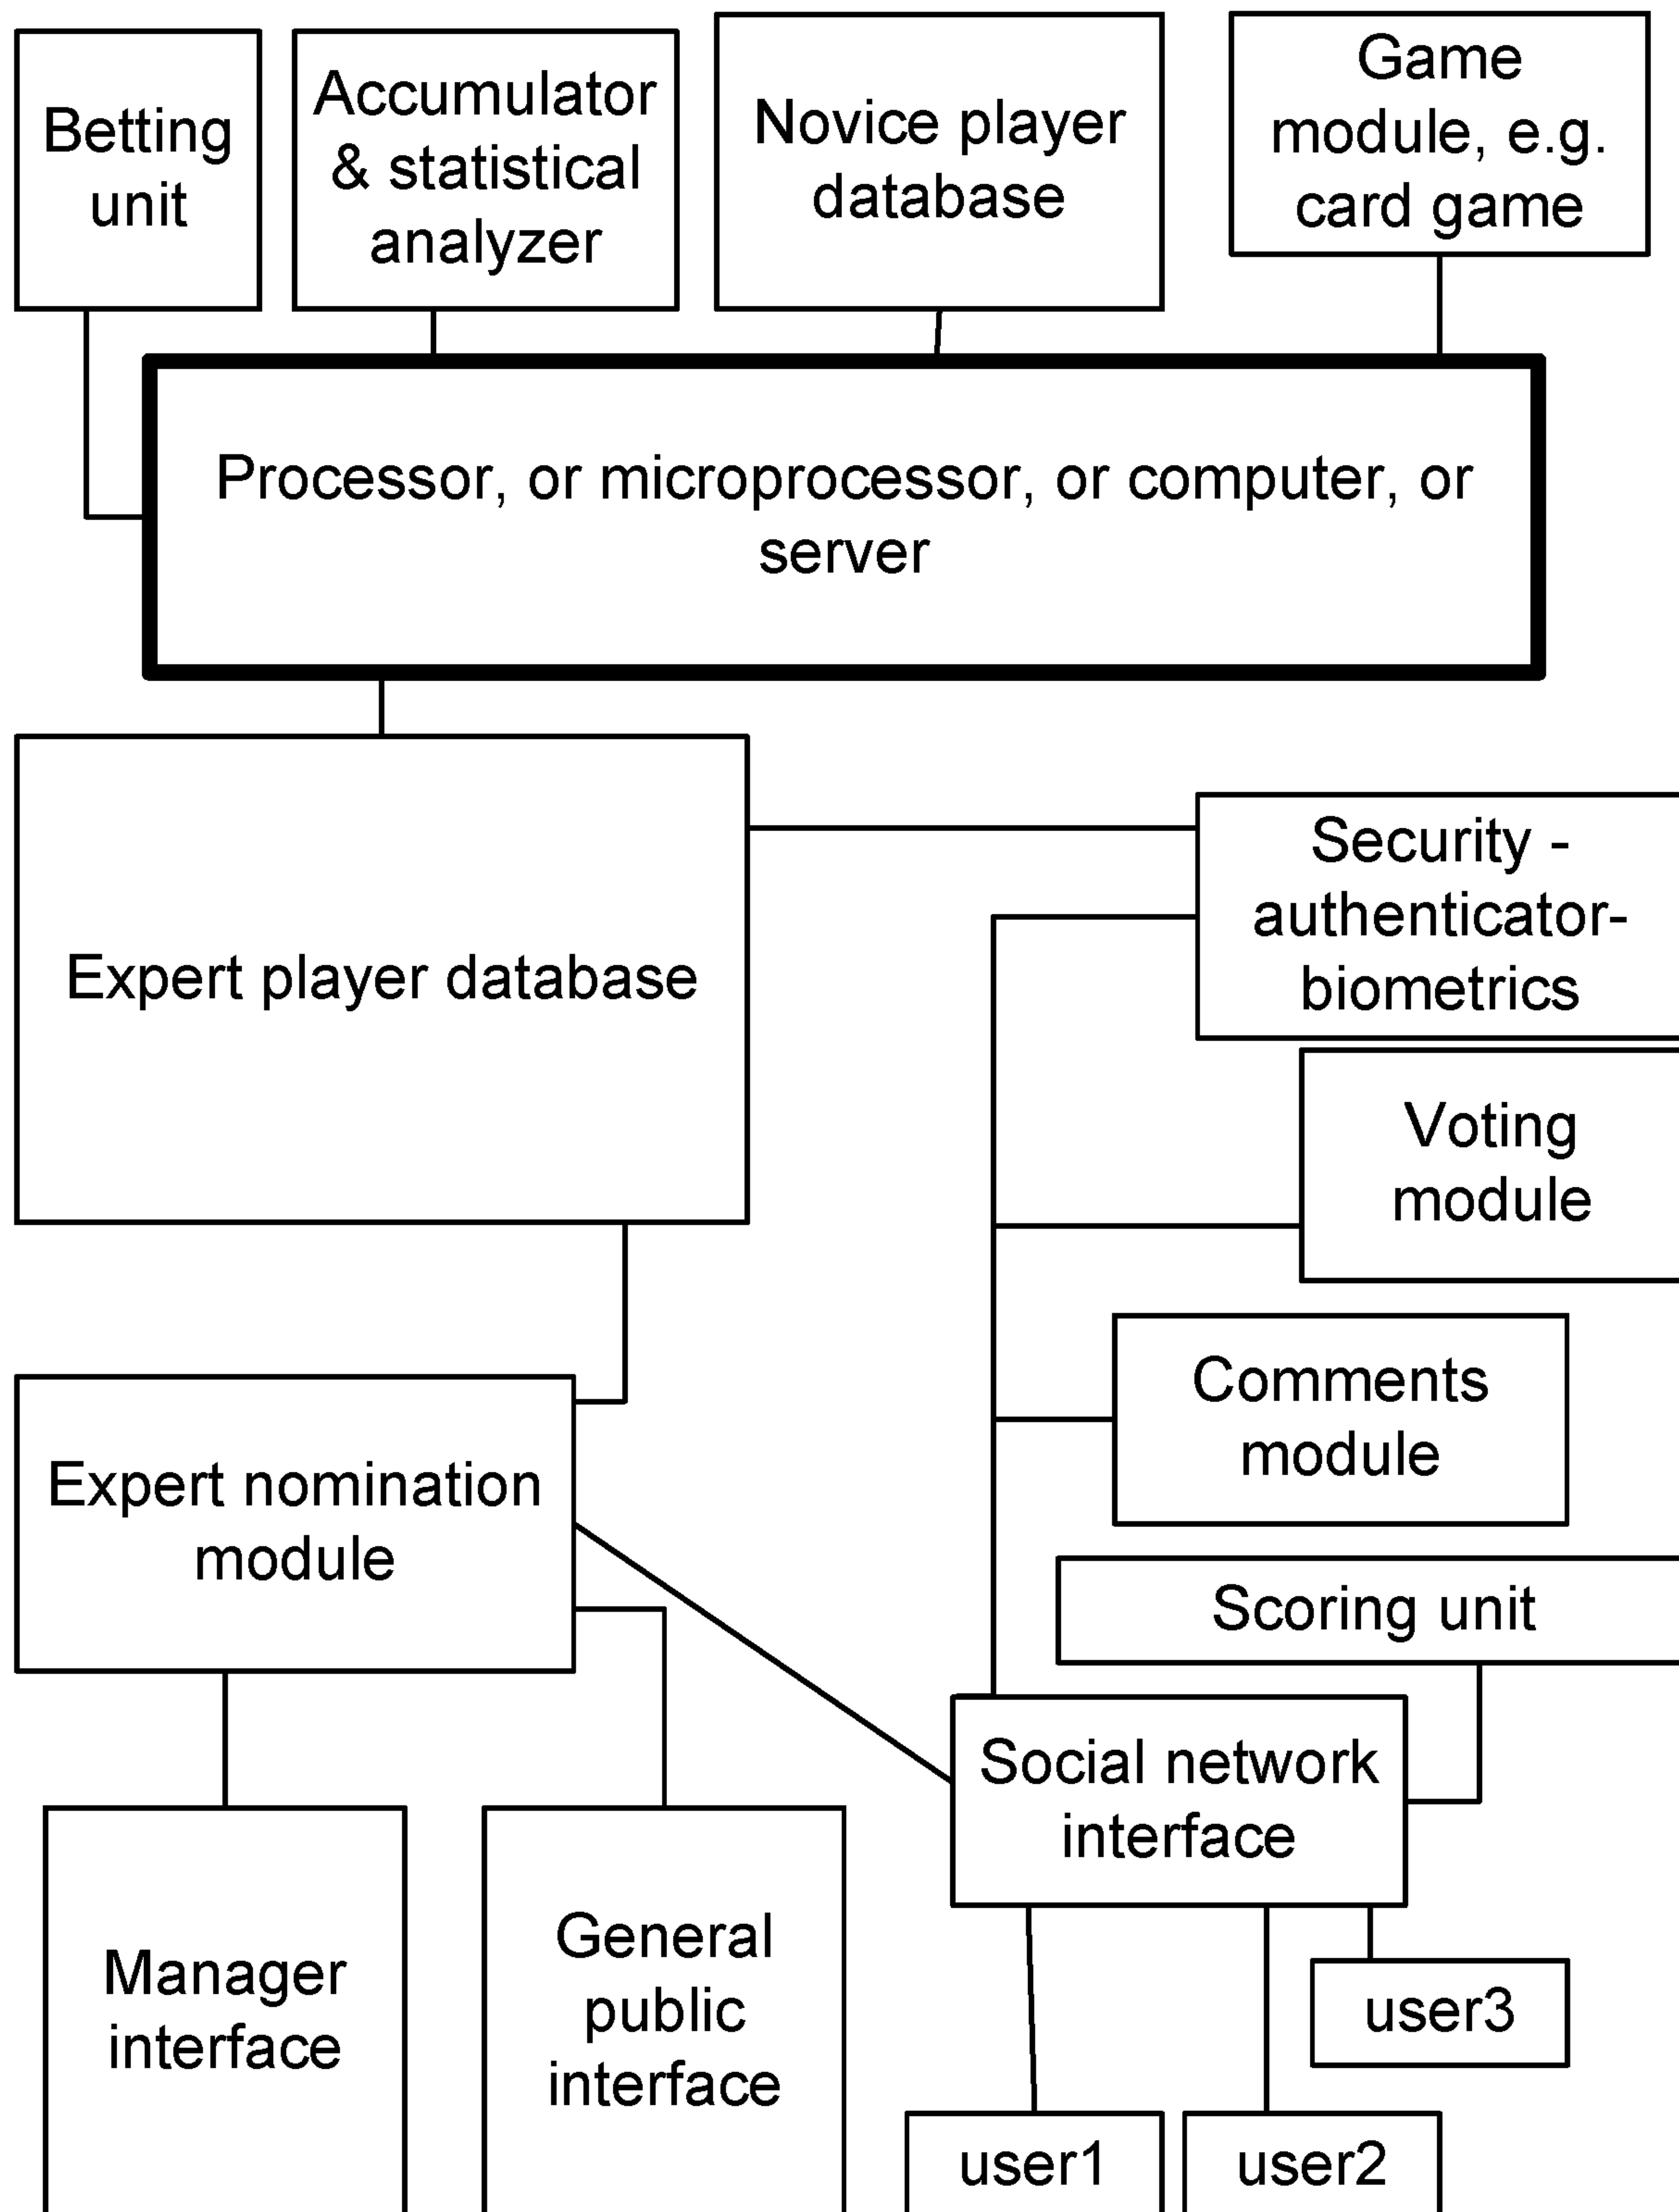 Betting
unit
Accumulator
& statistical
analyzer
Novice player
database
Game
module, e.g.
card game
Processor, or microprocessor, or computer, or
server
Expert player database
Security -
authenticator-
biometrics
Voting
module
Comments
module
Expert nomination
module
Scoring unit
Social network
interface
Manager
interface
General
public
interface
user3
user1
user2